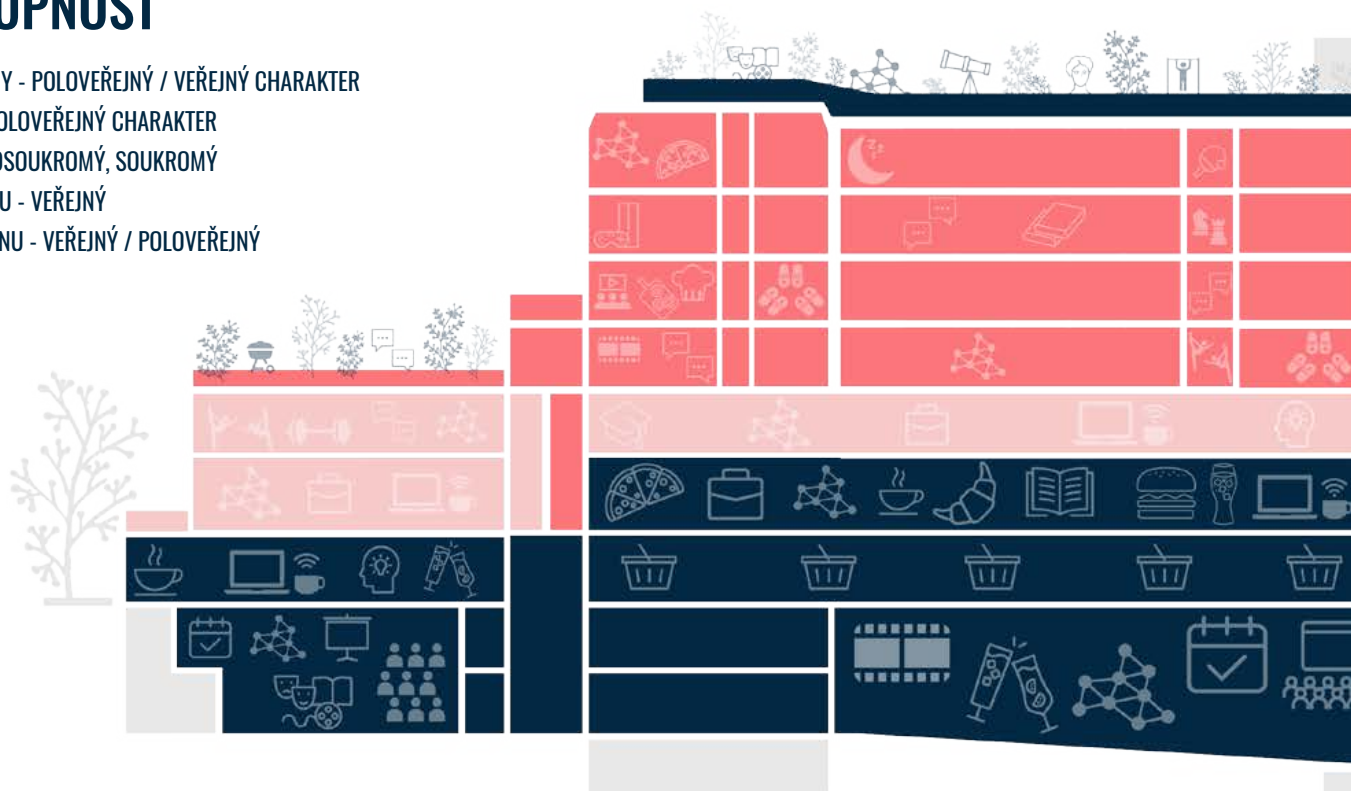 UPNOST
Y - POLOVEŘEJNÝ / VEŘEJNÝ CHARAKTER
OLOVEŘEJNÝ CHARAKTER
OSOUKROMÝ, SOUKROMÝ
U - VEŘEJNÝ
NU - VEŘEJNÝ / POLOVEŘEJNÝ